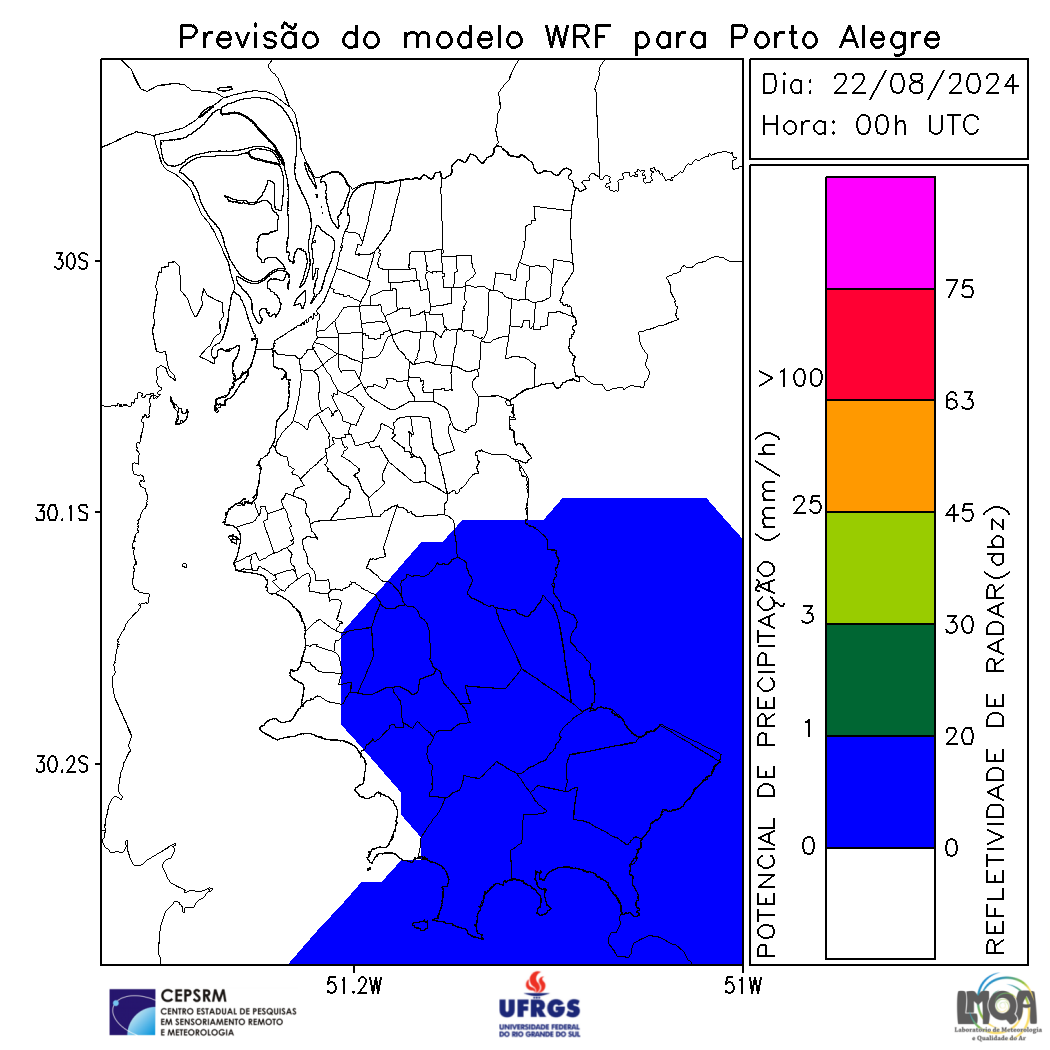 Previsão do modelo WRF para Porto Alegre
Dia: 22/08/2024
Hora: 00h UTC
30S
30.1S
30.2S
51.2W
51W
POTENCIAL DE PRECIPITAÇÃO (mm/h)
>100
25
3
1
0
75
63
45
30
20
0
REFLETIVIDADE DE RADAR(dbz)
CEPSRM
CENTRO ESTADUAL DE PESQUISAS
EM SENSORIAMENTO REMOTO
E METEOROLOGIA
UFRGS
UNIVERSIDADE FEDERAL
DO RIO GRANDE DO SUL
LMQA
Laboratório de Meteorologia
e Qualidade do Ar